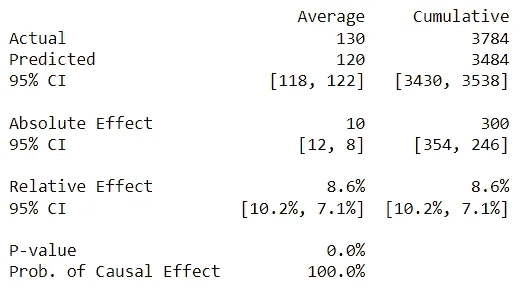 Average Cumulative
Actual 130 3784
Predicted 120 3484
95% CI [118, 122] [3430, 3538]
Absolute Effect 10 300
95% CI [12, 8] [354, 246]
Relative Effect 8.6% 8.6%
95% CI [10.2%, 7.1%] [10.2%, 7.1%]
P-value 0.0%
Prob. of Causal Effect 100.0%